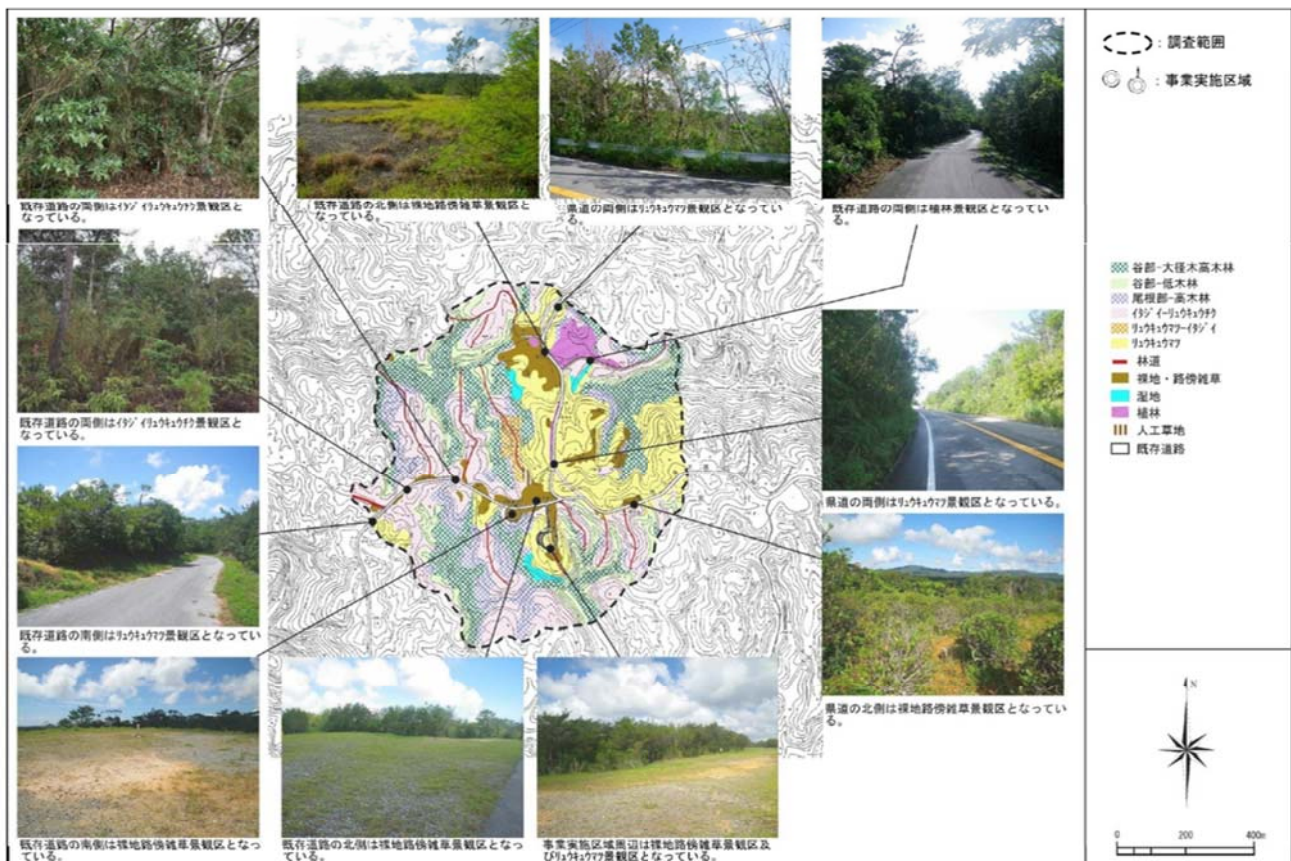 既存道路の両側はｲﾀｼﾞｲﾘｭｳｷｭｳﾁｸ景観区と
なっている。
既存道路の北側は裸地路傍雑草景観区と
なっている。
県道の両側はﾘｭｳｷｭｳﾏﾂ景観区となってい
る。
既存道路の両側は植林景観区となってい
る。
既存道路の両側はｲﾀｼﾞｲﾘｭｳｷｭｳﾁｸ景観区と
なっている。
既存道路の南側はﾘｭｳｷｭｳﾏﾂ景観区となってい
る。
県道の両側はﾘｭｳｷｭｳﾏﾂ景観区となっている。
県道の北側は裸地路傍雑草景観区となってい
る。
既存道路の南側は裸地路傍雑草景観区となっ
ている。
既存道路の北側は裸地路傍雑草景観区となっ
ている。
事業実施区域周辺は裸地路傍雑草景観区及
びﾘｭｳｷｭｳﾏﾂ景観区となっている。
：調査範囲
：事業実施区域
谷部-大径木高木林
谷部-低木林
尾根部-高木林
ｲﾀｼﾞｲｰﾘｭｳｷｭｳﾁｸ
ﾘｭｳｷｭｳﾏﾂｰｲﾀｼﾞｲ
ﾘｭｳｷｭｳﾏﾂ
林道
裸地・路傍雑草
湿地
植林
人工草地
既存道路
N
0 200 400m